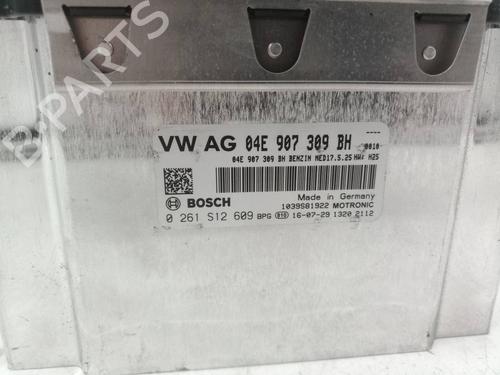 B-PARTS
VW AG 04E 907 309 BH ----
0010
04E 907 309 BH BENZIN MED17.5.25 HW: H25
BOSCH
Made in Germany
1039S81922 MOTRONIC
0 261 S12 609 BPG 010 16-07-29 1320 2112